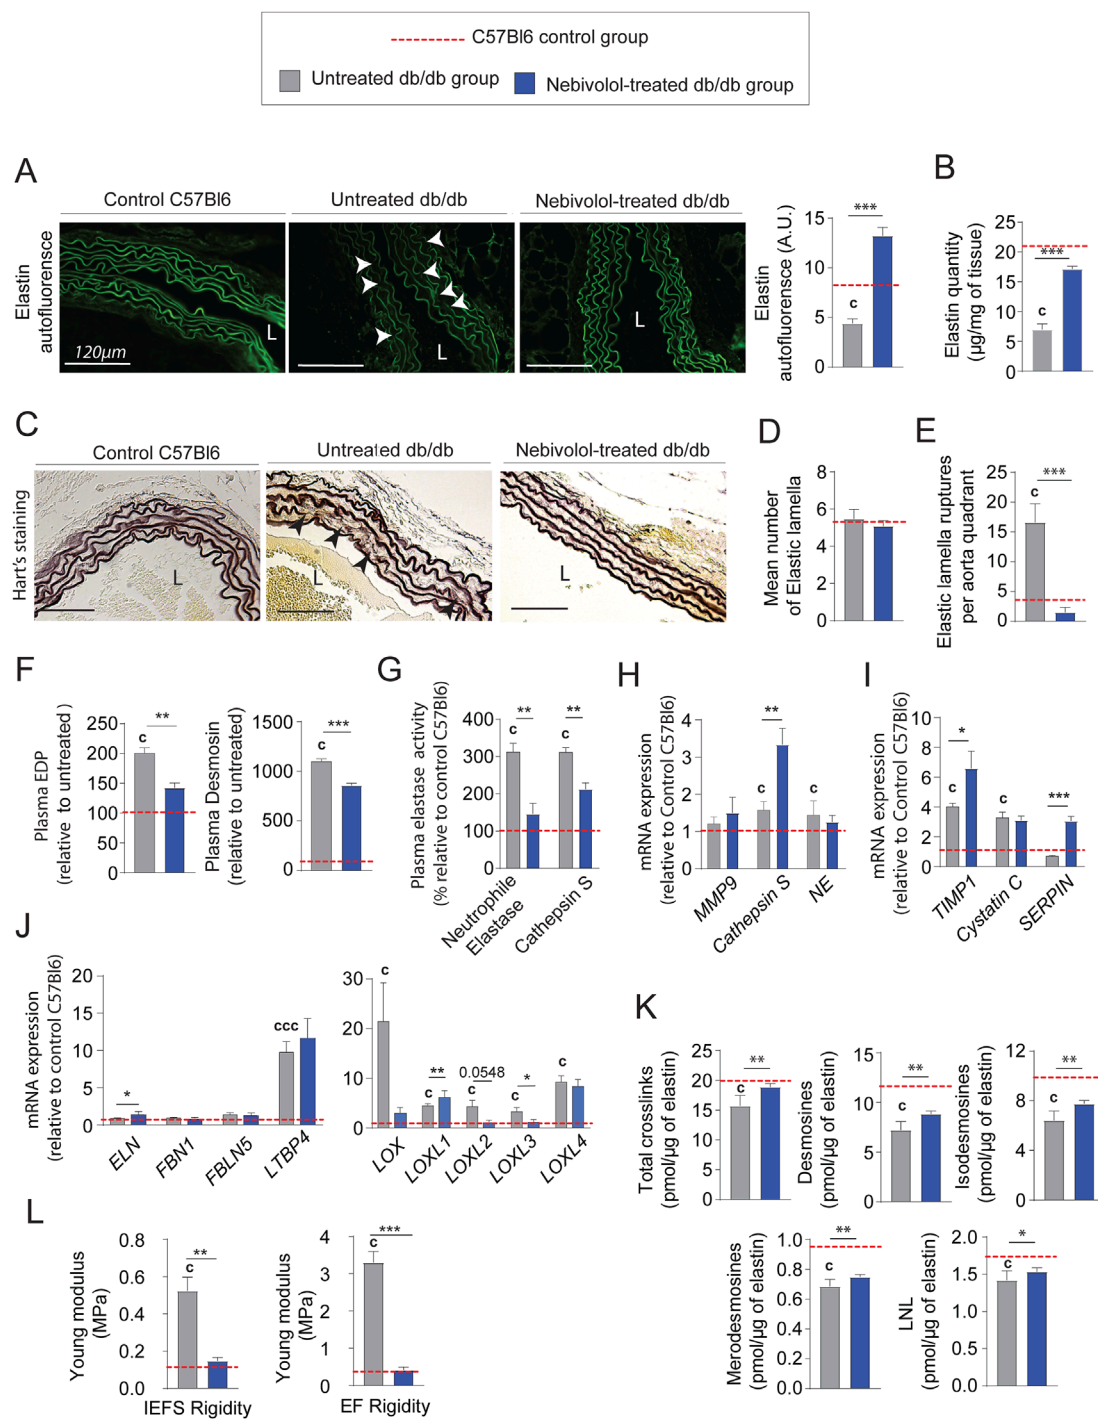 C57Bl6 control group
Untreated db/db group
Nebivolol-treated db/db group
A
Control C57Bl6
Untreated db/db
Nebivolol-treated db/db
Elastin
autofluorensce
120µm
L
L
L
Elastin
autofluorensce (A.U.)
15
10
5
0
c
***
B
Elastin quantity
(µg/mg of tissue)
25
20
15
10
5
0
c
***
C
Control C57Bl6
Untreated db/db
Nebivolol-treated db/db
Hart's staining
L
L
L
D
Mean number
of Elastic lamella
8
6
4
2
0
E
Elastic lamella ruptures
per aorta quadrant
25
20
15
10
5
0
c
***
F
Plasma EDP
(relative to untreated)
250
200
150
100
50
0
c
**
Plasma Desmosin
(relative to untreated)
1500
1000
500
0
c
***
G
Plasma elastase activity
(% relative to control C57Bl6)
400
300
200
100
0
c
**
c
**
Neutrophile
Elastase
Cathepsin S
H
mRNA expression
(relative to Control C57Bl6)
4
3
2
1
0
c
**
c
MMP9
Cathepsin S
NE
I
mRNA expression
(relative to Control C57Bl6)
10
8
6
4
2
0
c
*
c
***
TIMP1
Cystatin C
SERPIN
J
mRNA expression
(relative to control C57Bl6)
20
15
10
5
0
*
ccc
ELN
FBN1
FBLN5
LTBP4
30
20
10
0
c
c
**
c
0.0548
c
*
c
LOX
LOXL1
LOXL2
LOXL3
LOXL4
K
Total crosslinks
(pmol/µg of elastin)
25
20
15
10
5
0
c
**
Desmosines
(pmol/µg of elastin)
15
10
5
0
c
**
Isodesmosines
(pmol/µg of elastin)
12
8
4
0
c
**
Merodesmosines
(pmol/µg of elastin)
1.0
0.8
0.6
0.4
0.2
0.0
c
**
LNL
(pmol/µg of elastin)
2.0
1.5
1.0
0.5
0.0
c
*
L
Young modulus
(MPa)
0.8
0.6
0.4
0.2
0.0
c
**
IEFS Rigidity
Young modulus
(MPa)
4
3
2
1
0
c
***
EF Rigidity